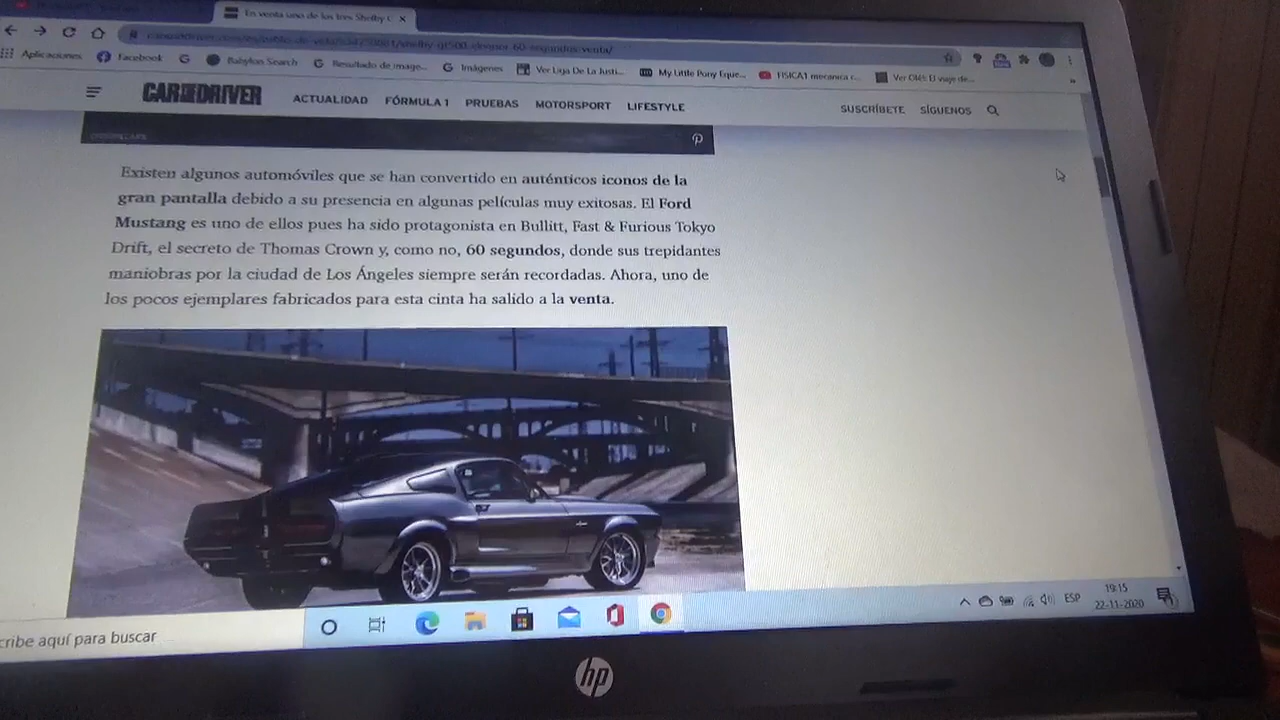 En venta uno de los tres Shelby G
Aplicaciones Facebook Babylon Search Resultado de image... Imágenes Ver Liga De La Justi... My Little Pony Eque... FISICA1 mecanica c... Ver Olé: El viaje de...
CAR AND DRIVER ACTUALIDAD FÓRMULA 1 PRUEBAS MOTORSPORT LIFESTYLE SUSCRÍBETE SÍGUENOS
Existen algunos automóviles que se han convertido en auténticos iconos de la
gran pantalla debido a su presencia en algunas películas muy exitosas. El Ford
Mustang es uno de ellos pues ha sido protagonista en Bullitt, Fast & Furious Tokyo
Drift, el secreto de Thomas Crown y, como no, 60 segundos, donde sus trepidantes
maniobras por la ciudad de Los Ángeles siempre serán recordadas. Ahora, uno de
los pocos ejemplares fabricados para esta cinta ha salido a la venta.
cribe aquí para buscar
ESP
19:15
22-11-2020
hp